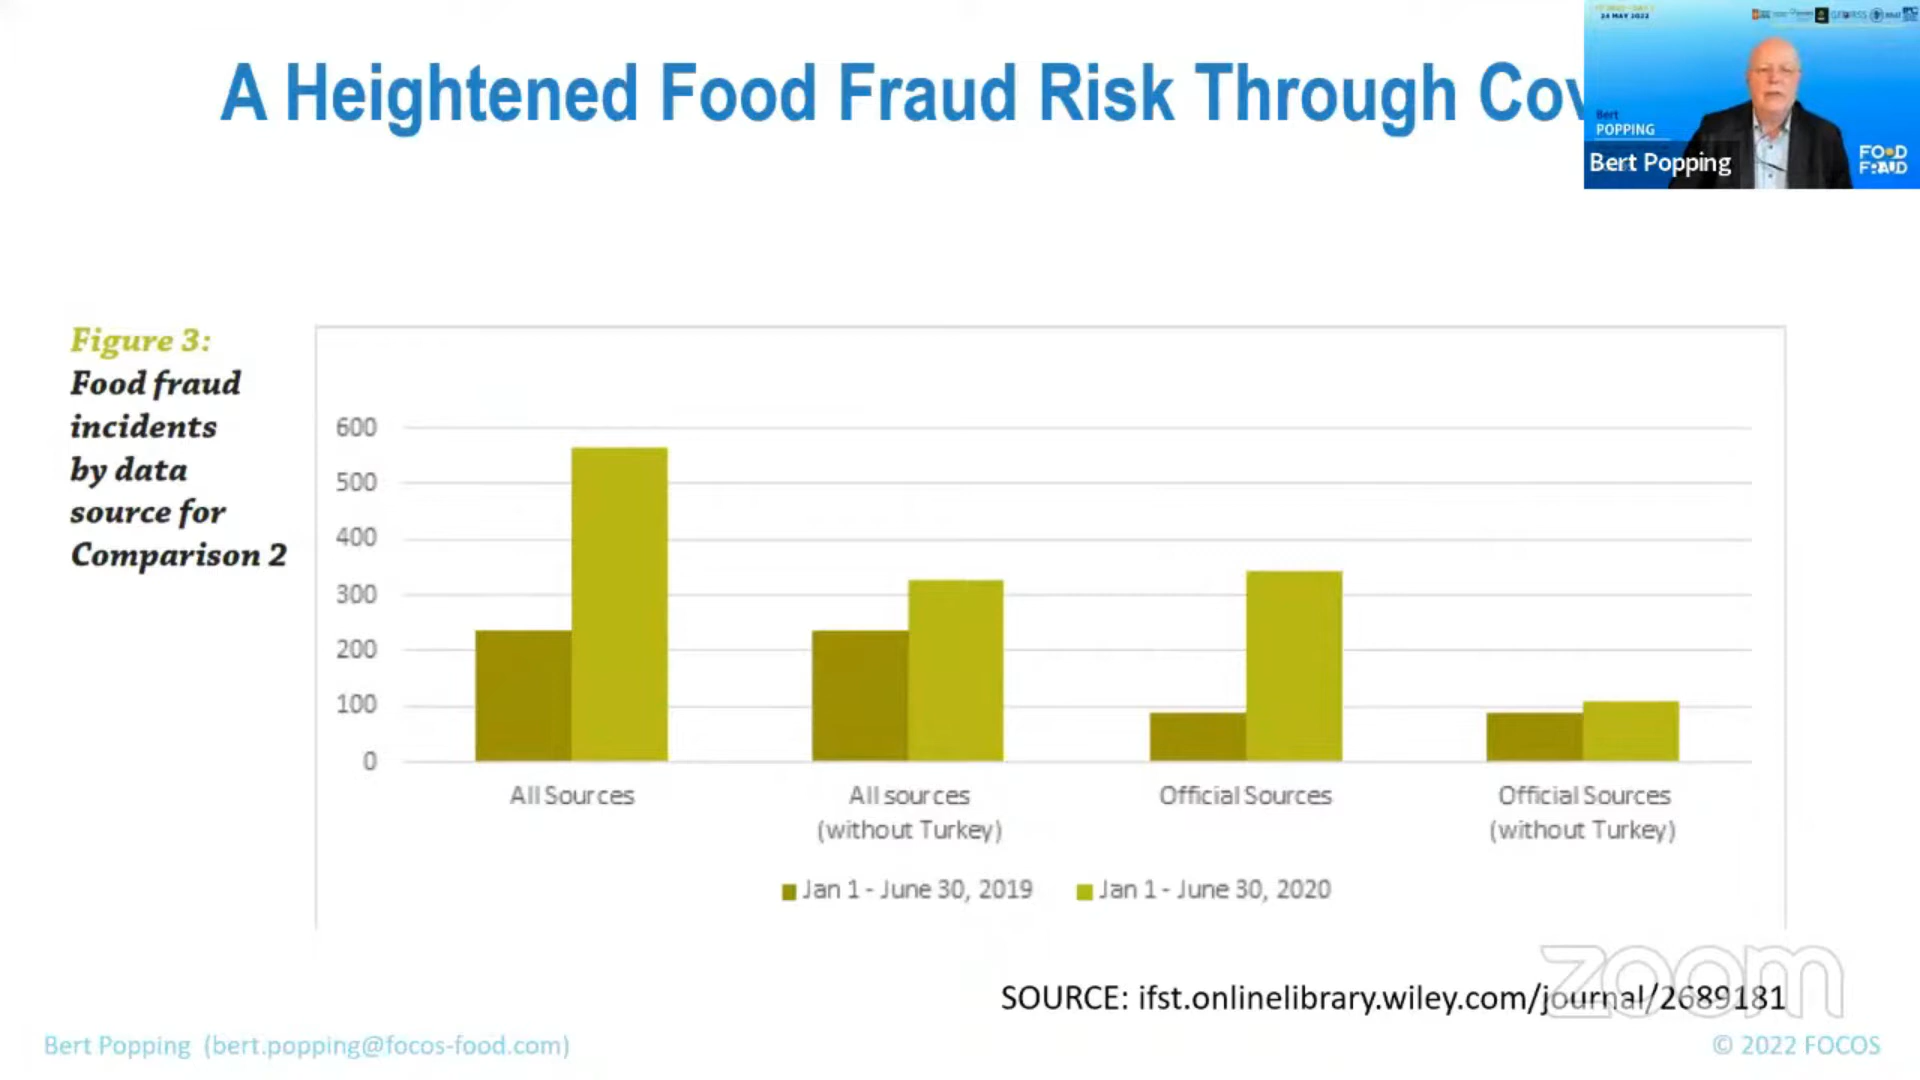 A Heightened Food Fraud Risk Through Cov
24 MAY 2022
Bert
POPPING
Bert Popping
FOOD
FRAUD
Figure 3:
Food fraud
incidents
by data
source for
Comparison 2
600
500
400
300
200
100
0
All Sources
All sources
(without Turkey)
Official Sources
Official Sources
(without Turkey)
Jan 1 - June 30, 2019
Jan 1 - June 30, 2020
zoom
SOURCE: ifst.onlinelibrary.wiley.com/journal/2689181
Bert Popping (bert.popping@focos-food.com)
© 2022 FOCOS